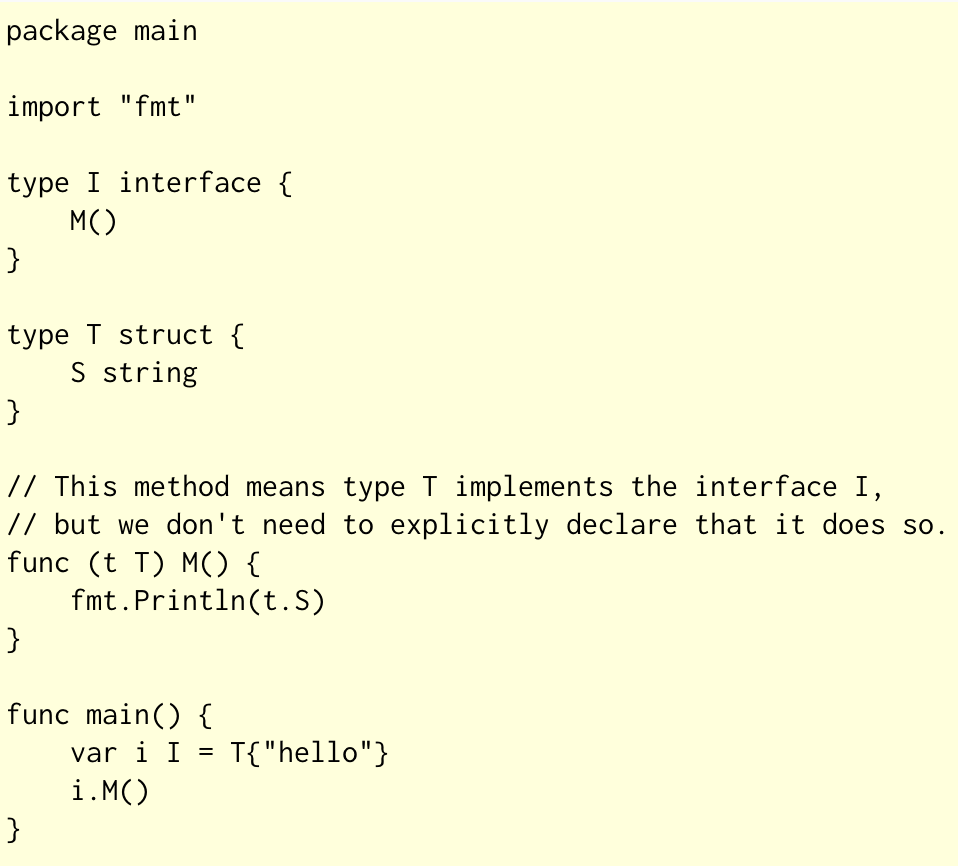 package main

import "fmt"

type I interface {
    M()
}

type T struct {
    S string
}

// This method means type T implements the interface I,
// but we don't need to explicitly declare that it does so.
func (t T) M() {
    fmt.Println(t.S)
}

func main() {
    var i I = T{"hello"}
    i.M()
}